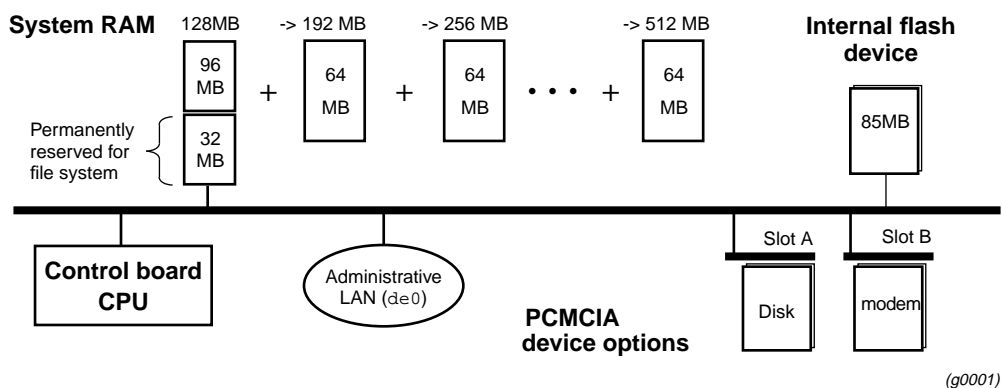 System RAM
128MB
-> 192 MB
-> 256 MB
-> 512 MB
Internal flash
device
96
MB
+
64
MB
+
64
MB
• • •
+
64
MB
85MB
Permanently
reserved for
file system
32
MB
Control board
CPU
Administrative
LAN (de0)
PCMCIA
device options
Slot A
Disk
Slot B
modem
(g0001)